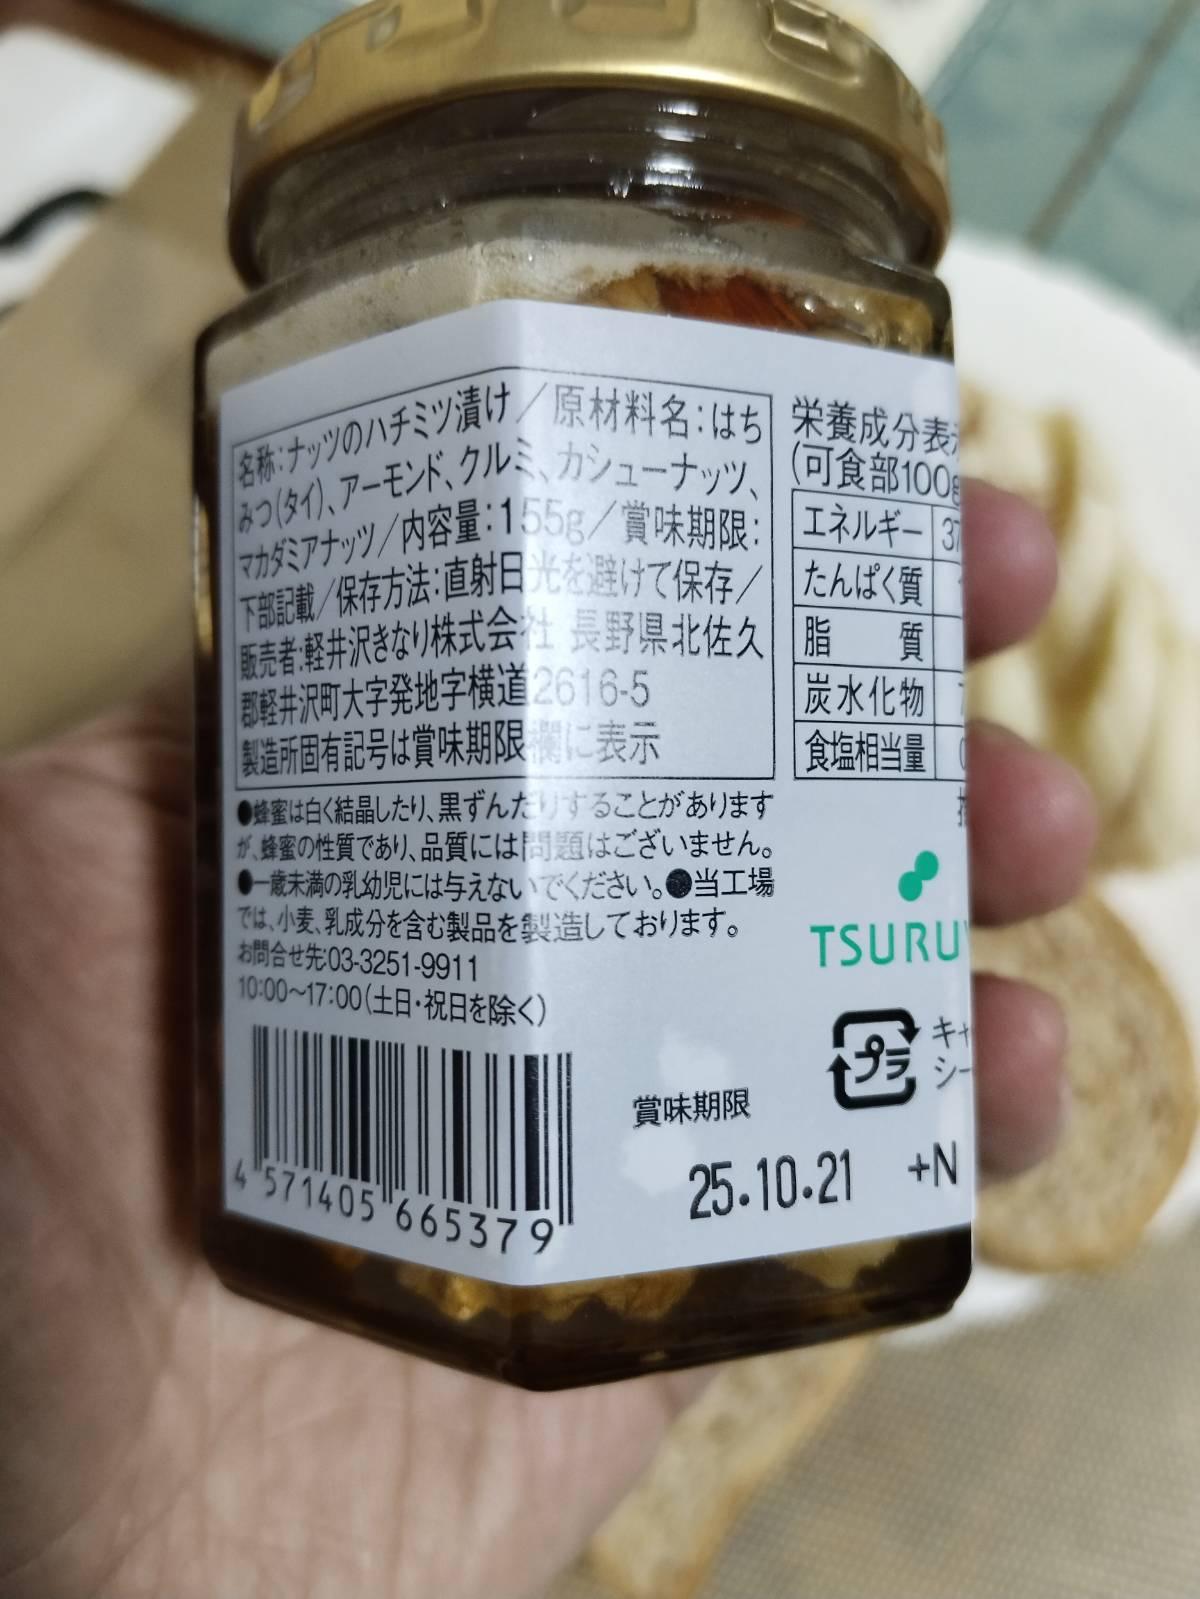 名称:ナッツのハチミツ漬け/原材料名:はち
みつ(タイ)、アーモンド、クルミ、カシューナッツ、
マカダミアナッツ/内容量:155g/賞味期限:
下部記載/保存方法:直射日光を避けて保存/
販売者:軽井沢きなり株式会社 長野県北佐久
郡軽井沢町大字発地字横道2616-5
製造所固有記号は賞味期限欄に表示
●蜂蜜は白く結晶したり、黒ずんだりすることがあります
が、蜂蜜の性質であり、品質には問題はございません。
●一歳未満の乳幼児には与えないでください。●当工場
では、小麦、乳成分を含む製品を製造しております。
お問合せ先:03-3251-9911
10:00〜17:00(土日・祝日を除く)
4 571405 665379
栄養成分表
(可食部100g
エネルギー 37
たんぱく質
脂 質
炭水化物
食塩相当量
TSURU
プラ
キャ
シー
賞味期限
25.10.21 +N